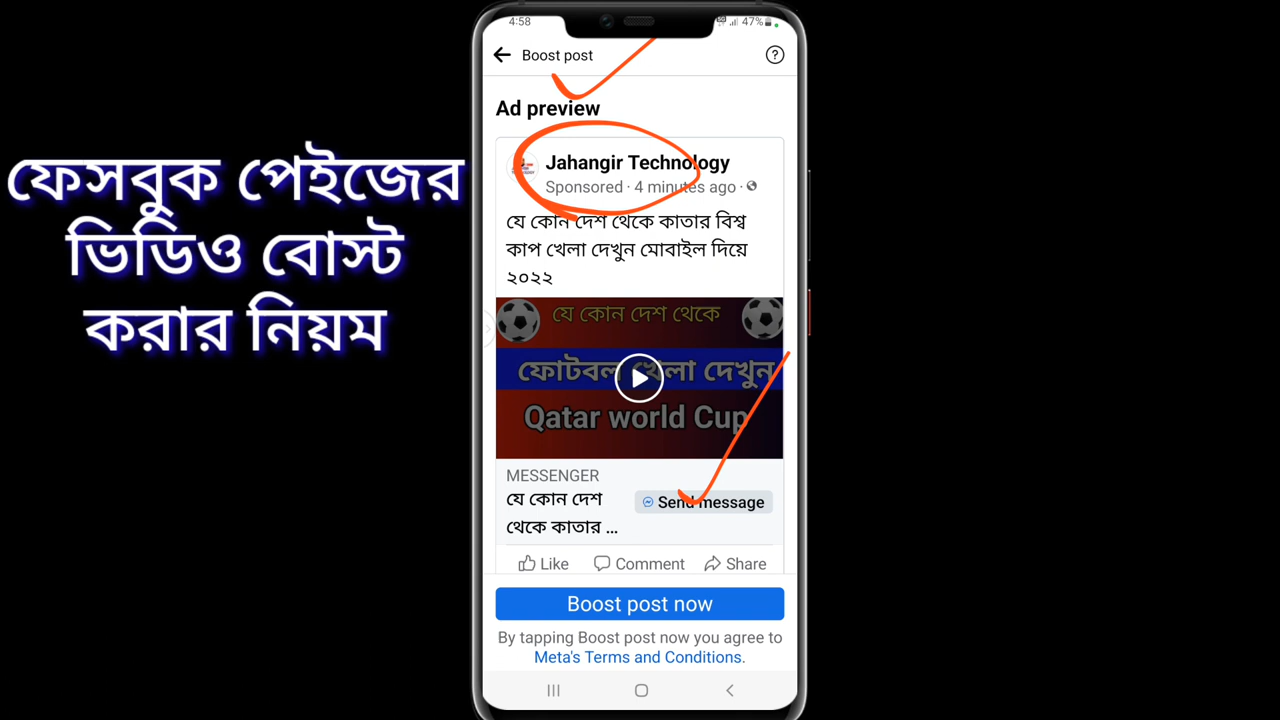 ফেসবুক পেইজের
ভিডিও বোস্ট
করার নিয়ম
4:58
47%
Boost post
Ad preview
Jahangir Technology
Sponsored · 4 minutes ago ·
যে কোন দেশ থেকে কাতার বিশ্ব
কাপ খেলা দেখুন মোবাইল দিয়ে
২০২২
যে কোন দেশ থেকে
ফোটবল খেলা দেখুন
Qatar world Cup
MESSENGER
যে কোন দেশ
থেকে কাতার ...
Send message
Like Comment Share
Boost post now
By tapping Boost post now you agree to
Meta's Terms and Conditions.